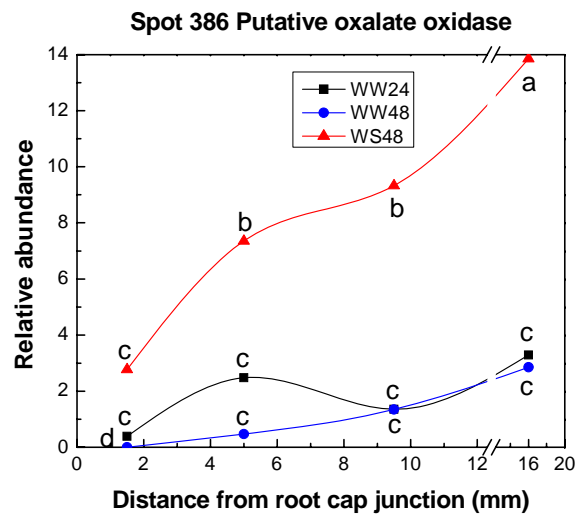 Spot 386 Putative oxalate oxidase
14
12
10
8
6
4
2
0
Relative abundance
WW24
WW48
WS48
a
b
b
c
c
c
c
c
c
c
c
d
0 2 4 6 8 10 12 16 20
Distance from root cap junction (mm)